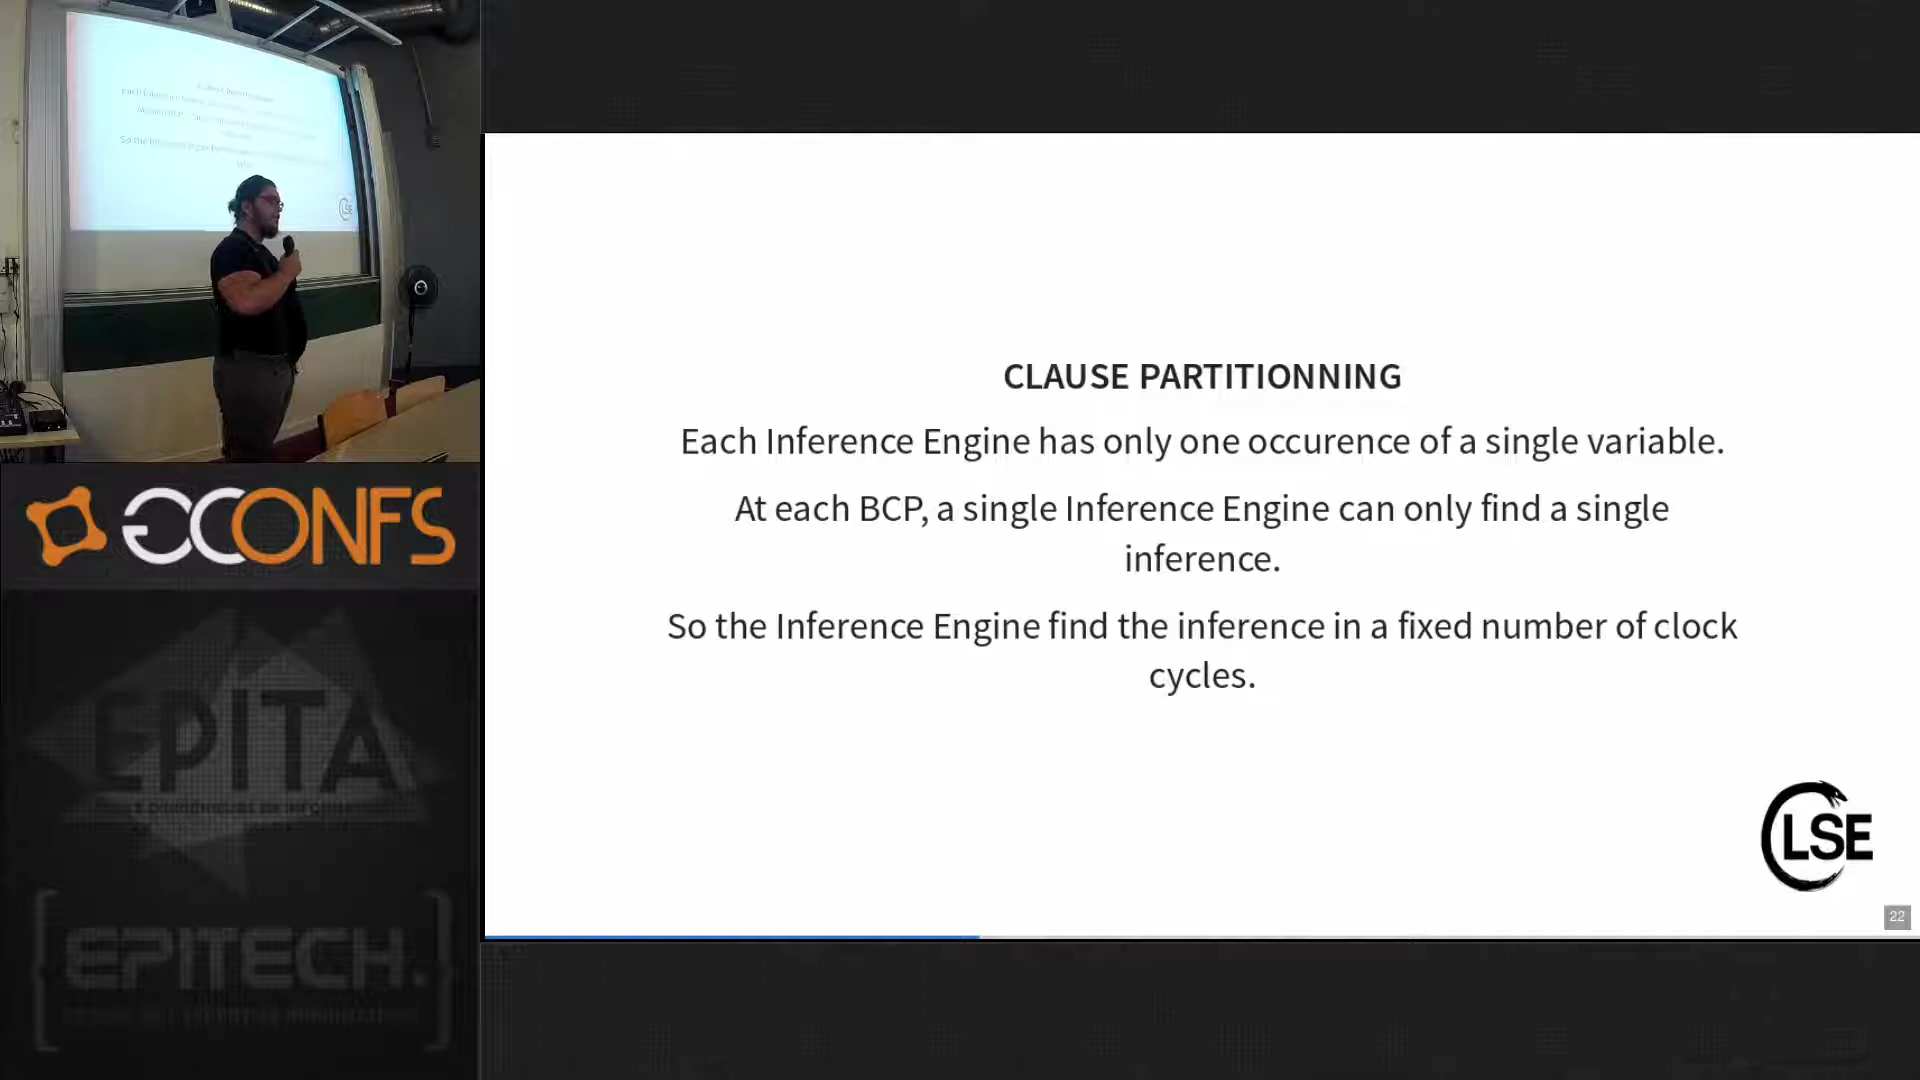 CLAUSE PARTITIONNING
Each Inference Engine has only one occurence of a single variable.
At each BCP, a single Inference Engine can only find a single
inference.
So the Inference Engine find the inference in a fixed number of clock
cycles.
LSE
22
GCONFS
EPITA
EPITECH.